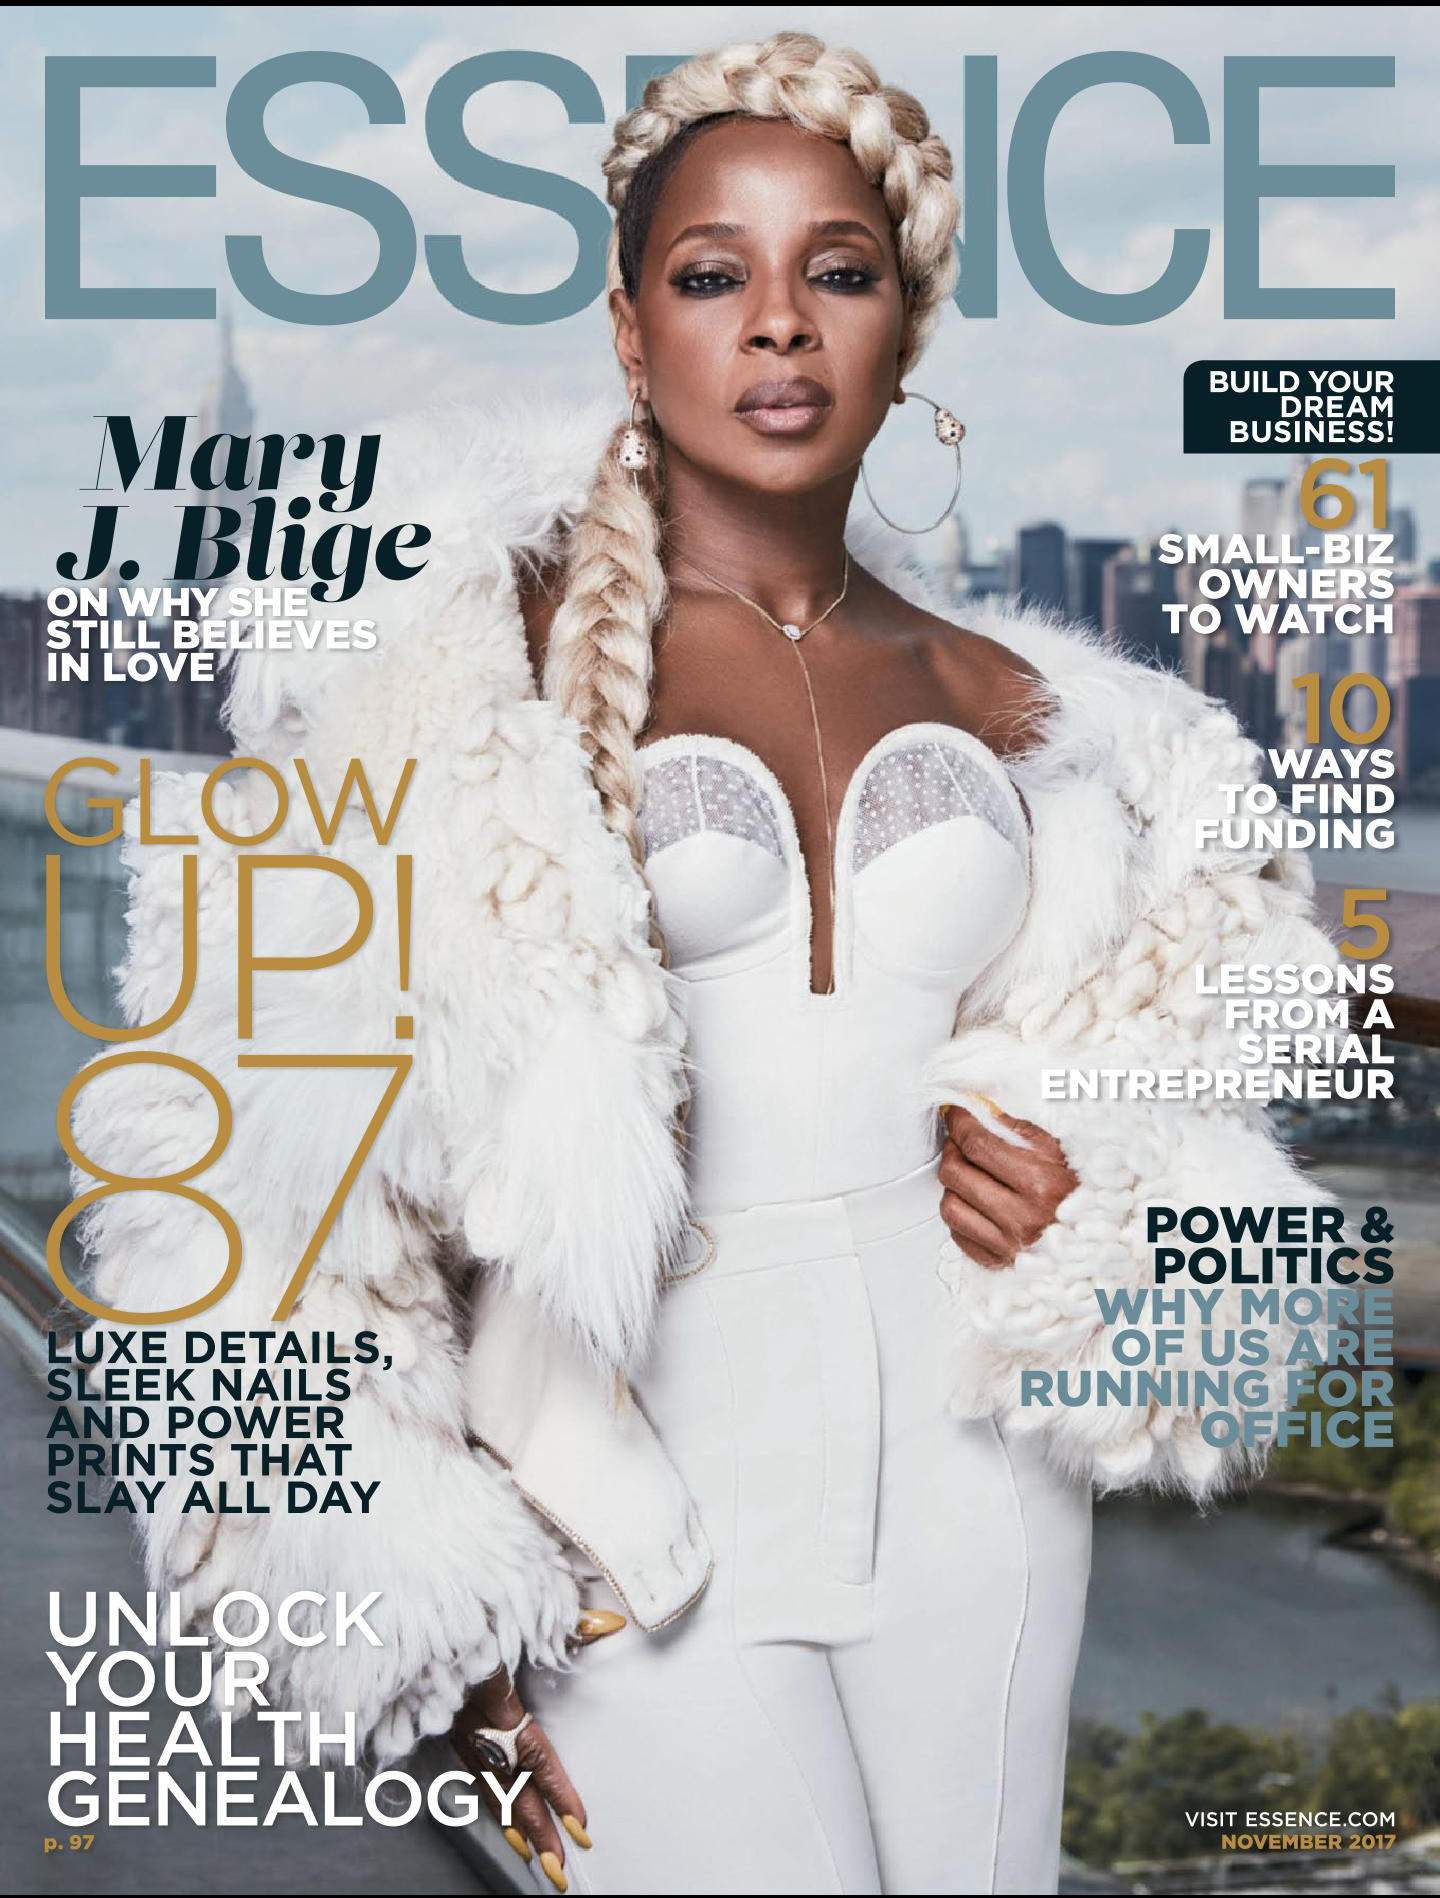 ESSENCE
Mary
J. Blige
ON WHY SHE
STILL BELIEVES
IN LOVE
GLOW
UP!
87
LUXE DETAILS,
SLEEK NAILS
AND POWER
PRINTS THAT
SLAY ALL DAY
UNLOCK
YOUR
HEALTH
GENEALOGY
p. 97
BUILD YOUR
DREAM
BUSINESS!
61
SMALL-BIZ
OWNERS
TO WATCH
10
WAYS
TO FIND
FUNDING
5
LESSONS
FROM A
SERIAL
ENTREPRENEUR
POWER &
POLITICS
WHY MORE
OF US ARE
RUNNING FOR
OFFICE
VISIT ESSENCE.COM
NOVEMBER 2017